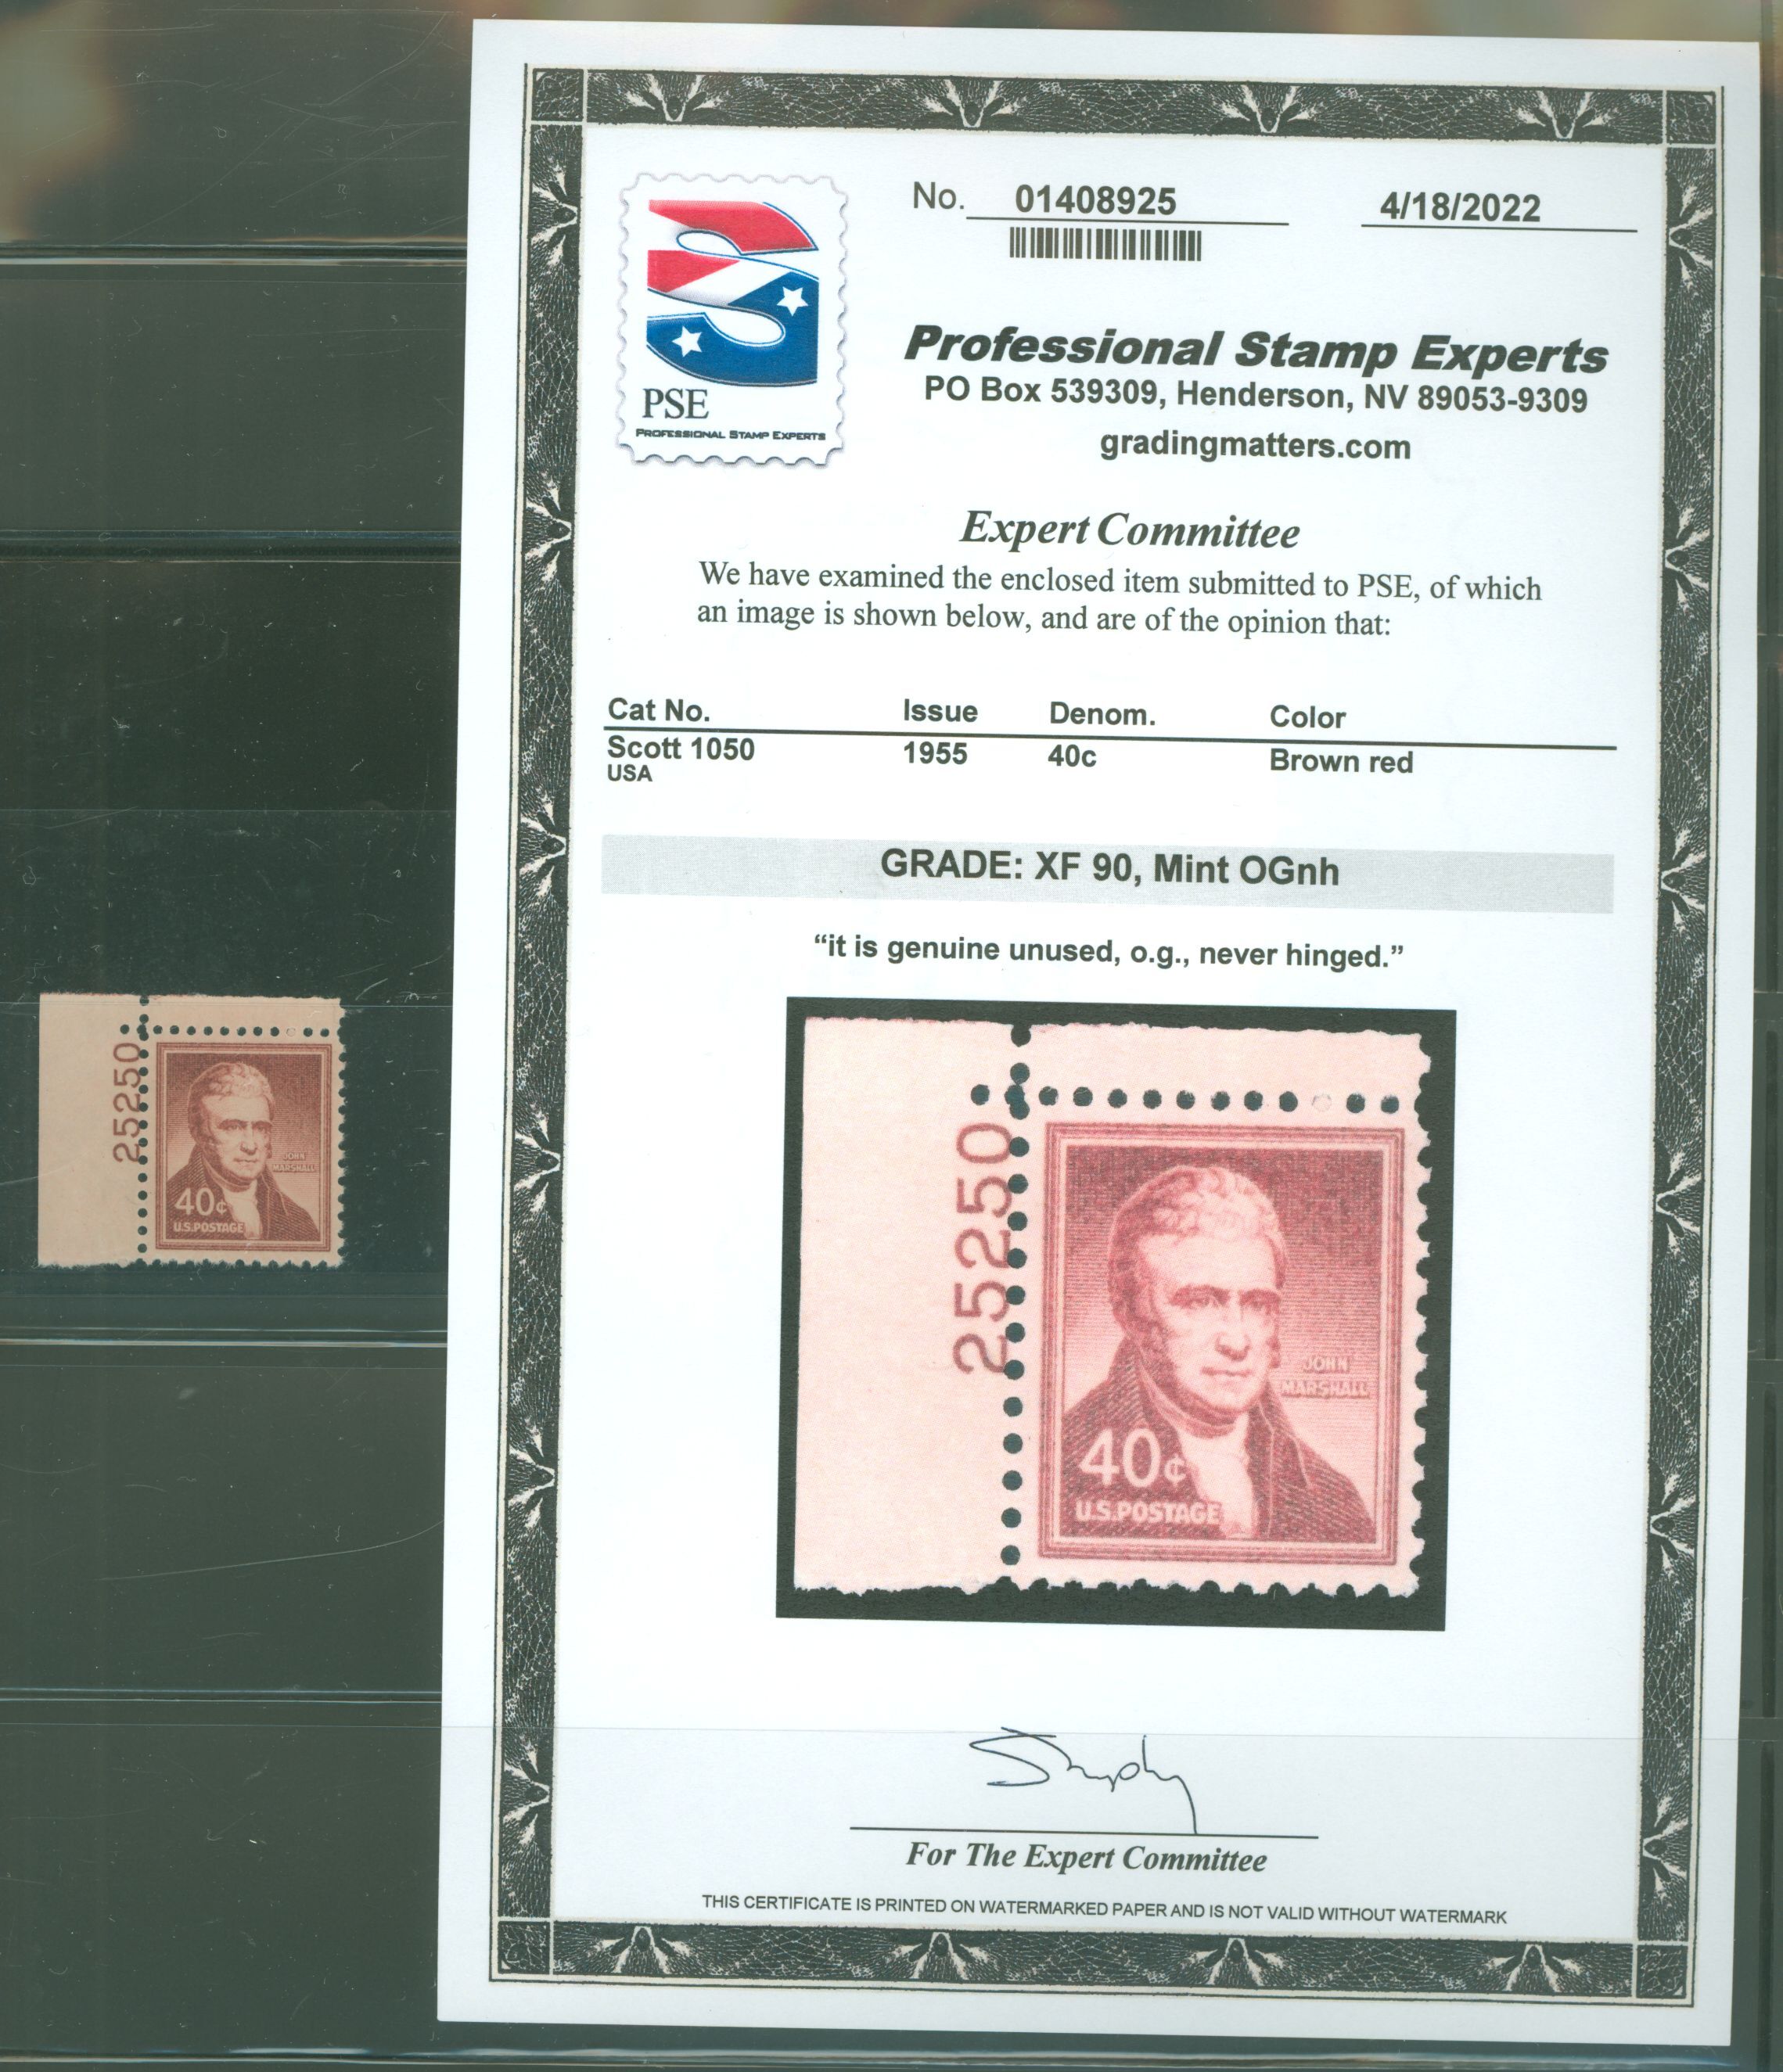 No. 01408925 4/18/2022
PSE
PROFESSIONAL STAMP EXPERTS
Professional Stamp Experts
PO Box 539309, Henderson, NV 89053-9309
gradingmatters.com
Expert Committee
We have examined the enclosed item submitted to PSE, of which
an image is shown below, and are of the opinion that:
Cat No. Issue Denom. Color
Scott 1050 1955 40c Brown red
USA
GRADE: XF 90, Mint OGnh
“it is genuine unused, o.g., never hinged.”
25250
JOHN
MARSHALL
40¢
U.S.POSTAGE
25250
JOHN
MARSHALL
40¢
U.S.POSTAGE
For The Expert Committee
THIS CERTIFICATE IS PRINTED ON WATERMARKED PAPER AND IS NOT VALID WITHOUT WATERMARK